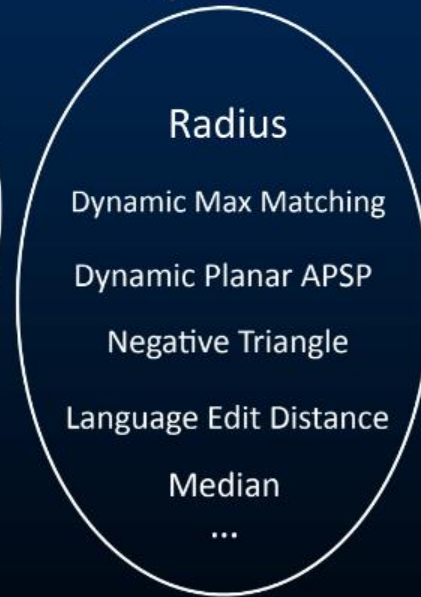 Radius
Dynamic Max Matching
Dynamic Planar APSP
Negative Triangle
Language Edit Distance
Median
...